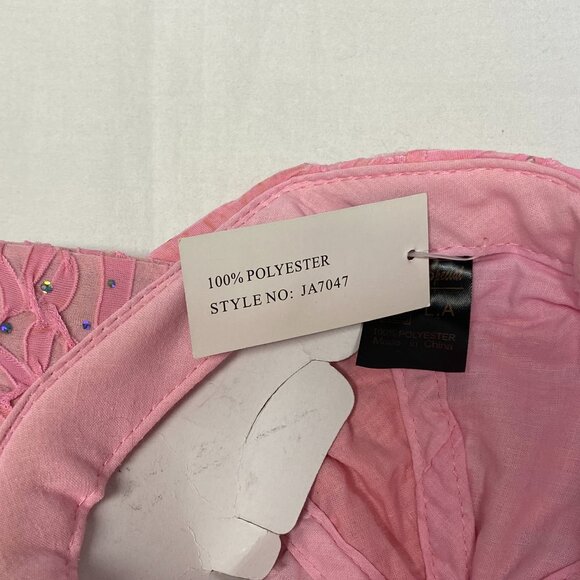 100% POLYESTER
STYLE NO: JA7047
L.A
100% POLYESTER
Made in China